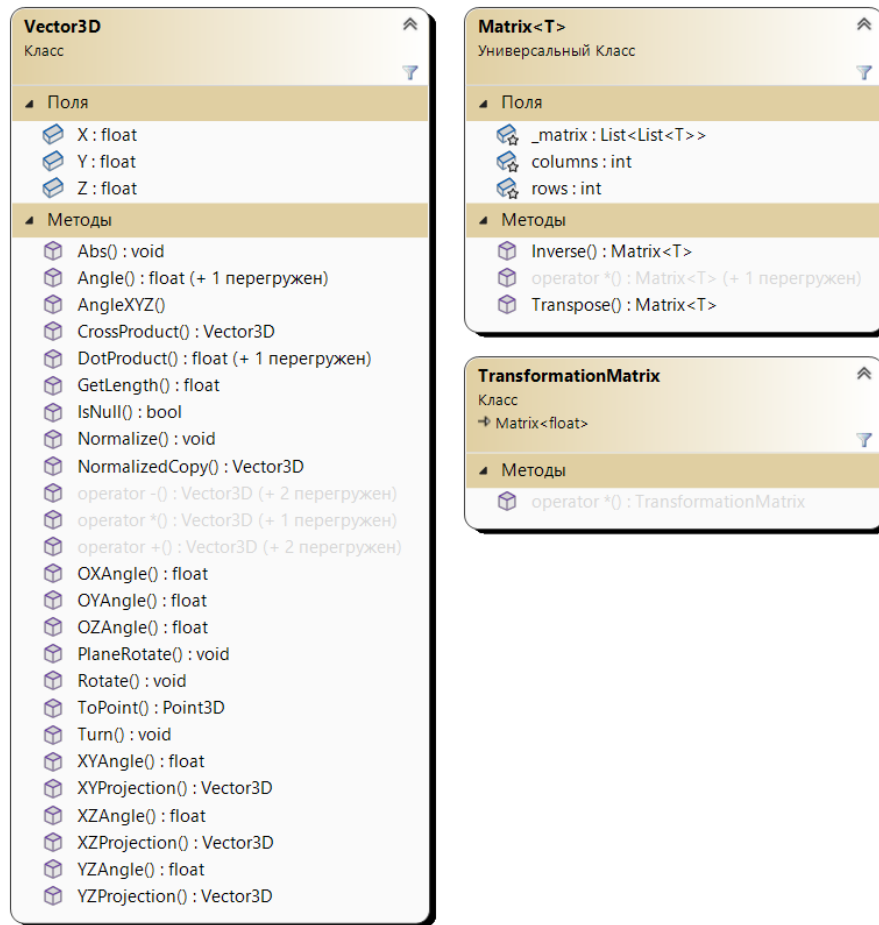 Vector3D
Класс
Поля
X : float
Y : float
Z : float
Методы
Abs() : void
Angle() : float (+ 1 перегружен)
AngleXYZ()
CrossProduct() : Vector3D
DotProduct() : float (+ 1 перегружен)
GetLength() : float
IsNull() : bool
Normalize() : void
NormalizedCopy() : Vector3D
operator -() : Vector3D (+ 2 перегружен)
operator *() : Vector3D (+ 1 перегружен)
operator +() : Vector3D (+ 2 перегружен)
OXAngle() : float
OYAngle() : float
OZAngle() : float
PlaneRotate() : void
Rotate() : void
ToPoint() : Point3D
Turn() : void
XYAngle() : float
XYProjection() : Vector3D
XZAngle() : float
XZProjection() : Vector3D
YZAngle() : float
YZProjection() : Vector3D
Matrix<T>
Универсальный Класс
Поля
_matrix : List<List<T>>
columns : int
rows : int
Методы
Inverse() : Matrix<T>
operator *() : Matrix<T> (+ 1 перегружен)
Transpose() : Matrix<T>
TransformationMatrix
Класс
Matrix<float>
Методы
operator *() : TransformationMatrix